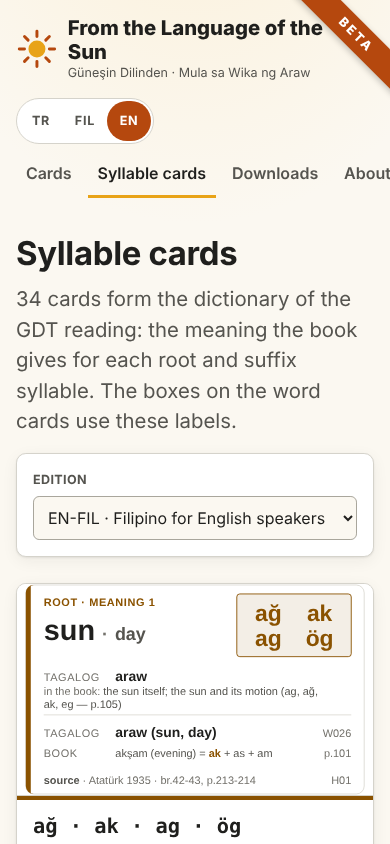 From the Language of the
Sun
Güneşin Dilinden · Mula sa Wika ng Araw
BETA
TR FIL EN
Cards Syllable cards Downloads About
Syllable cards
34 cards form the dictionary of the
GDT reading: the meaning the book
gives for each root and suffix
syllable. The boxes on the word
cards use these labels.
EDITION
EN-FIL · Filipino for English speakers
ROOT · MEANING 1
sun · day
ağ ak
ag ög
TAGALOG araw
in the book: the sun itself; the sun and its motion (ag, ağ,
ak, eg — p.105)
TAGALOG araw (sun, day) W026
BOOK akşam (evening) = ak + as + am p.101
source · Atatürk 1935 · br.42-43, p.213-214 H01
ağ · ak · ag · ög